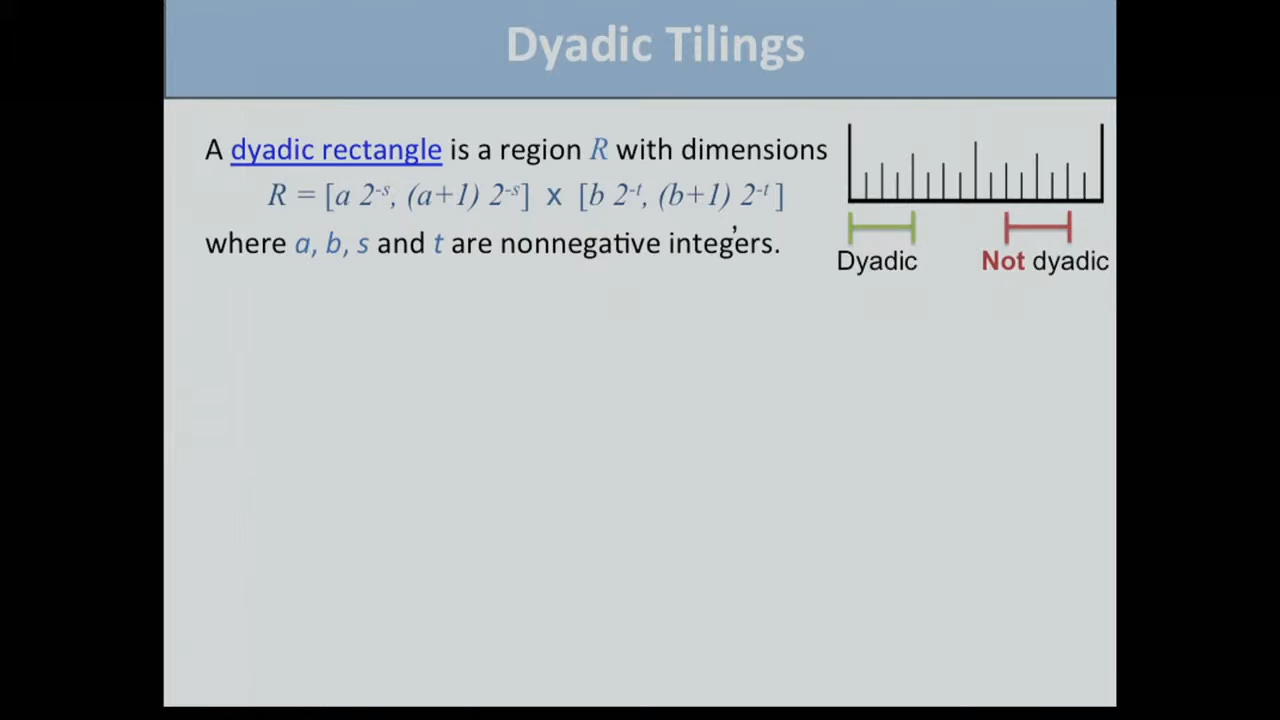 Dyadic Tilings
A dyadic rectangle is a region R with dimensions
R = [a 2⁻ˢ, (a+1) 2⁻ˢ] x [b 2⁻ᵗ, (b+1) 2⁻ᵗ ]
where a, b, s and t are nonnegative integers.
Dyadic
Not dyadic